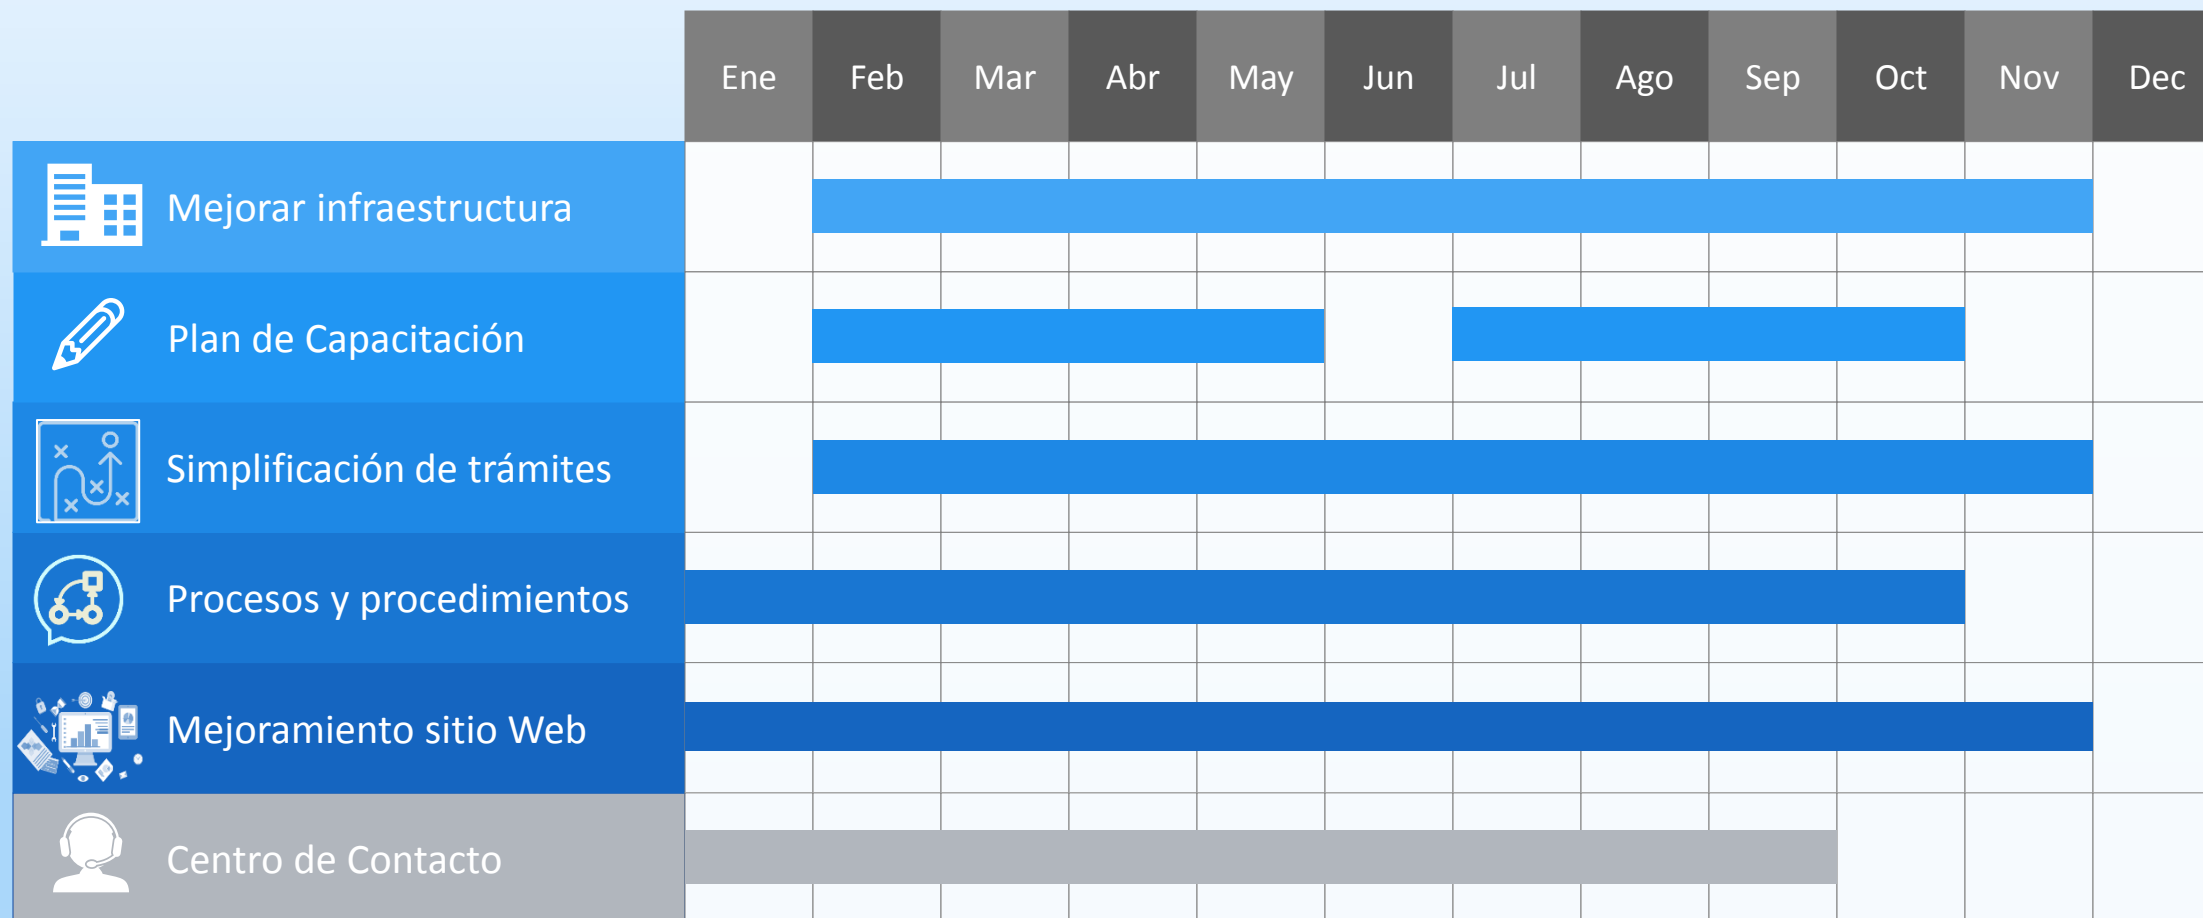 Ene Feb Mar Abr May Jun Jul Ago Sep Oct Nov Dec
Mejorar infraestructura
Plan de Capacitación
Simplificación de trámites
Procesos y procedimientos
Mejoramiento sitio Web
Centro de Contacto